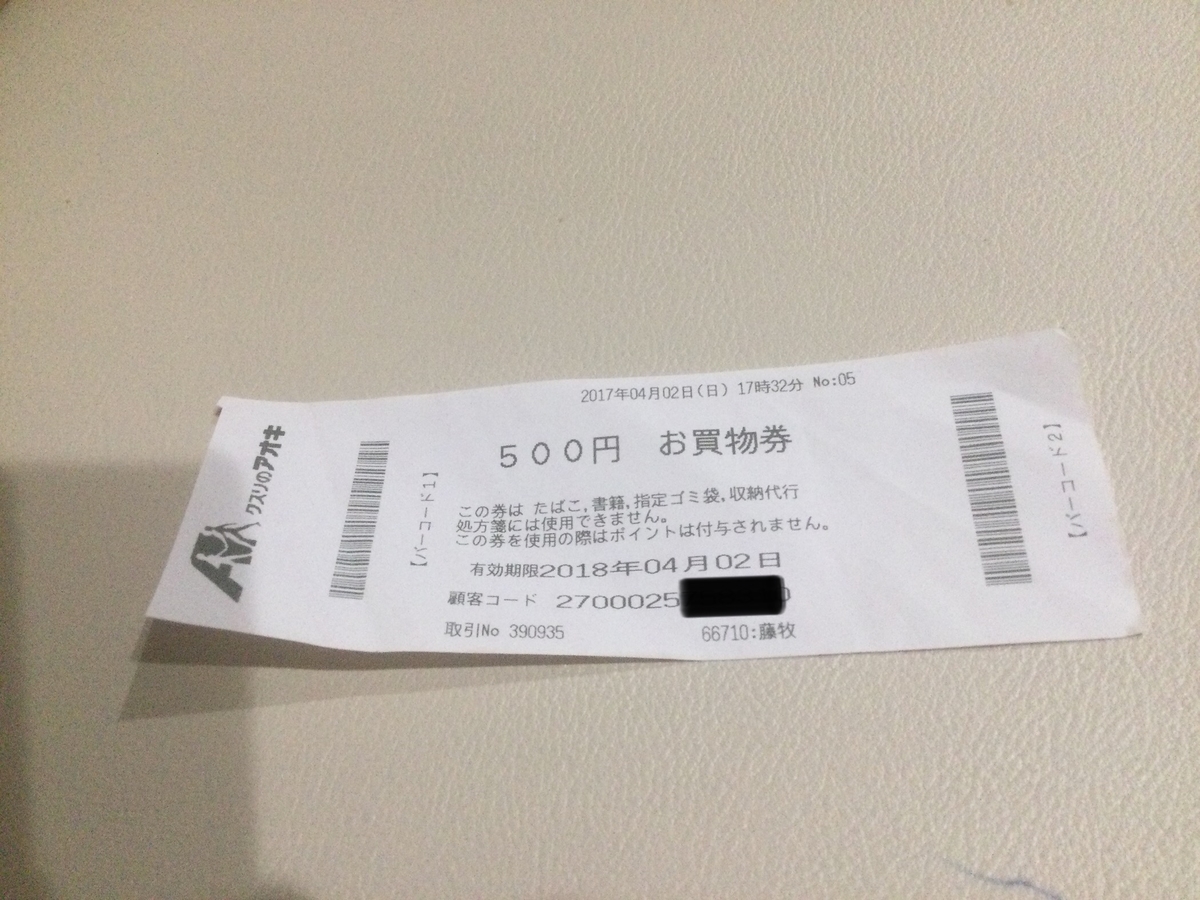 クスリのアオキ
2017年04月02日(日) 17時32分 No:05
500円 お買物券
【バーコード1】
【バーコード2】
この券は たばこ,書籍,指定ゴミ袋,収納代行
処方箋には使用できません。
この券を使用の際はポイントは付与されません。
有効期限2018年04月02日
顧客コード 2700025
取引No 390935 66710:藤牧